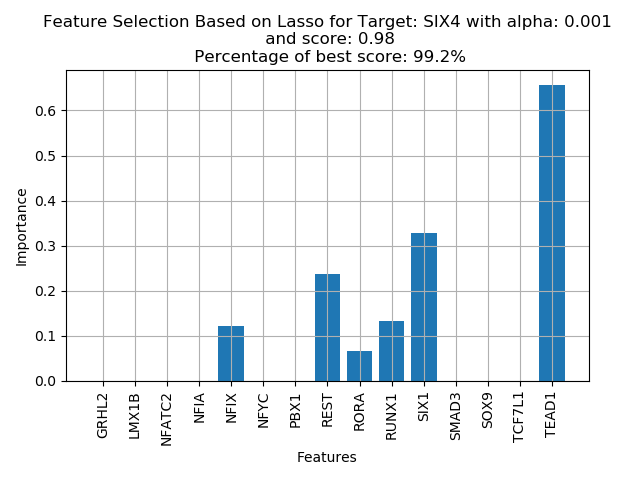 Feature Selection Based on Lasso for Target: SIX4 with alpha: 0.001
and score: 0.98
Percentage of best score: 99.2%
0.6
0.5
0.4
0.3
0.2
0.1
0.0
Importance
GRHL2
LMX1B
NFATC2
NFIA
NFIX
NFYC
PBX1
REST
RORA
RUNX1
SIX1
SMAD3
SOX9
TCF7L1
TEAD1
Features